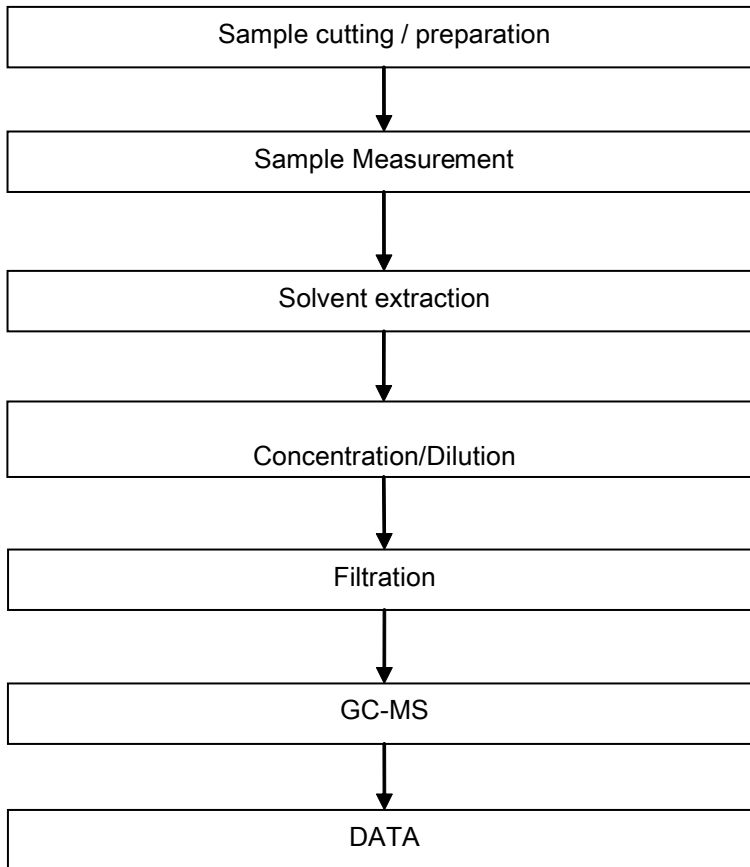 Sample cutting / preparation
Sample Measurement
Solvent extraction
Concentration/Dilution
Filtration
GC-MS
DATA